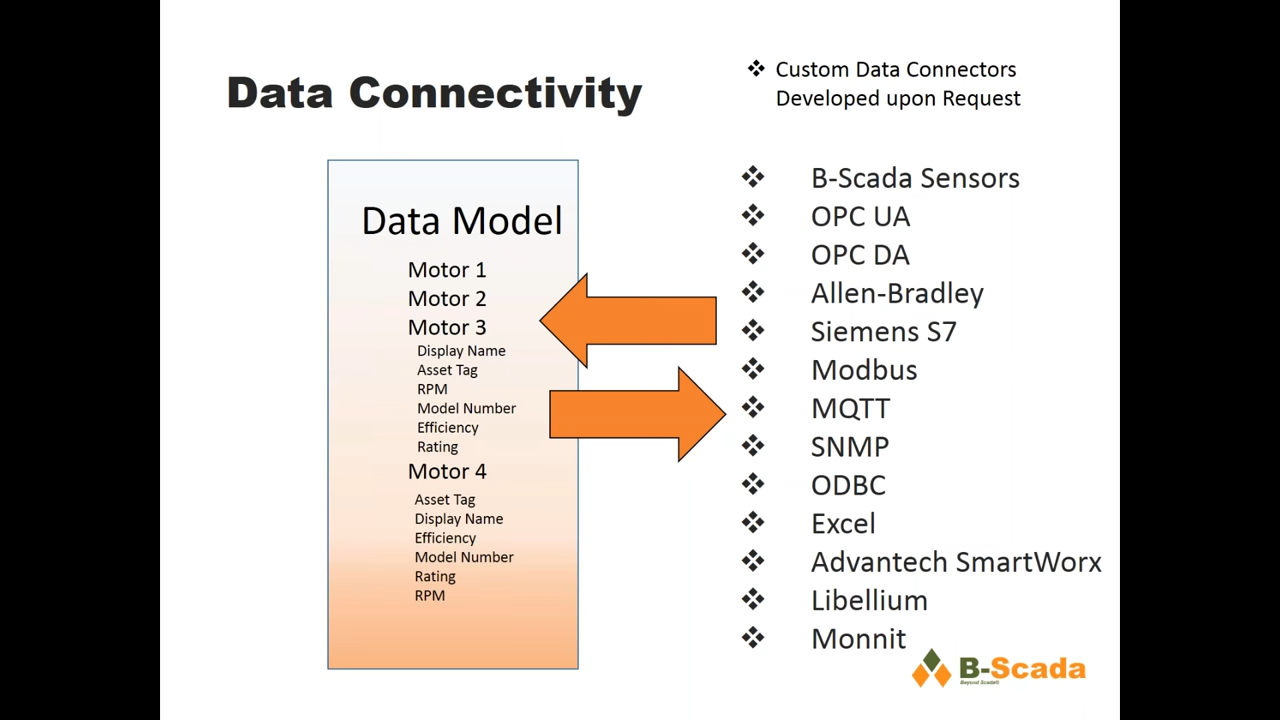 Data Connectivity
Custom Data Connectors
Developed upon Request
Data Model
Motor 1
Motor 2
Motor 3
Display Name
Asset Tag
RPM
Model Number
Efficiency
Rating
Motor 4
Asset Tag
Display Name
Efficiency
Model Number
Rating
RPM
B-Scada Sensors
OPC UA
OPC DA
Allen-Bradley
Siemens S7
Modbus
MQTT
SNMP
ODBC
Excel
Advantech SmartWorx
Libellium
Monnit
B-Scada
Beyond Scada®